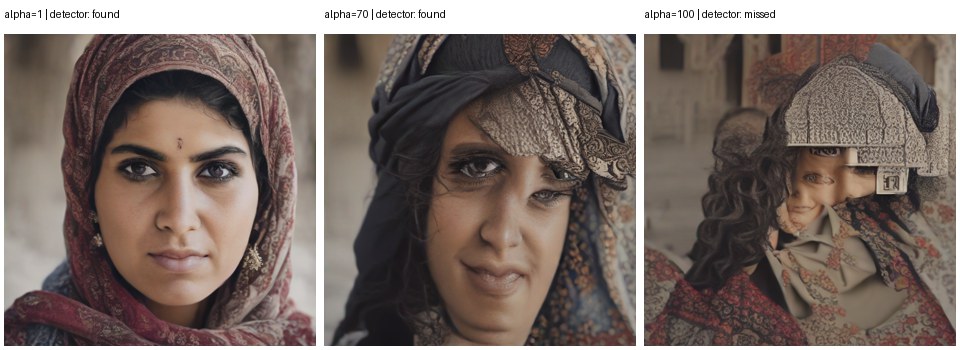 alpha=1 | detector: found
alpha=70 | detector: found
alpha=100 | detector: missed